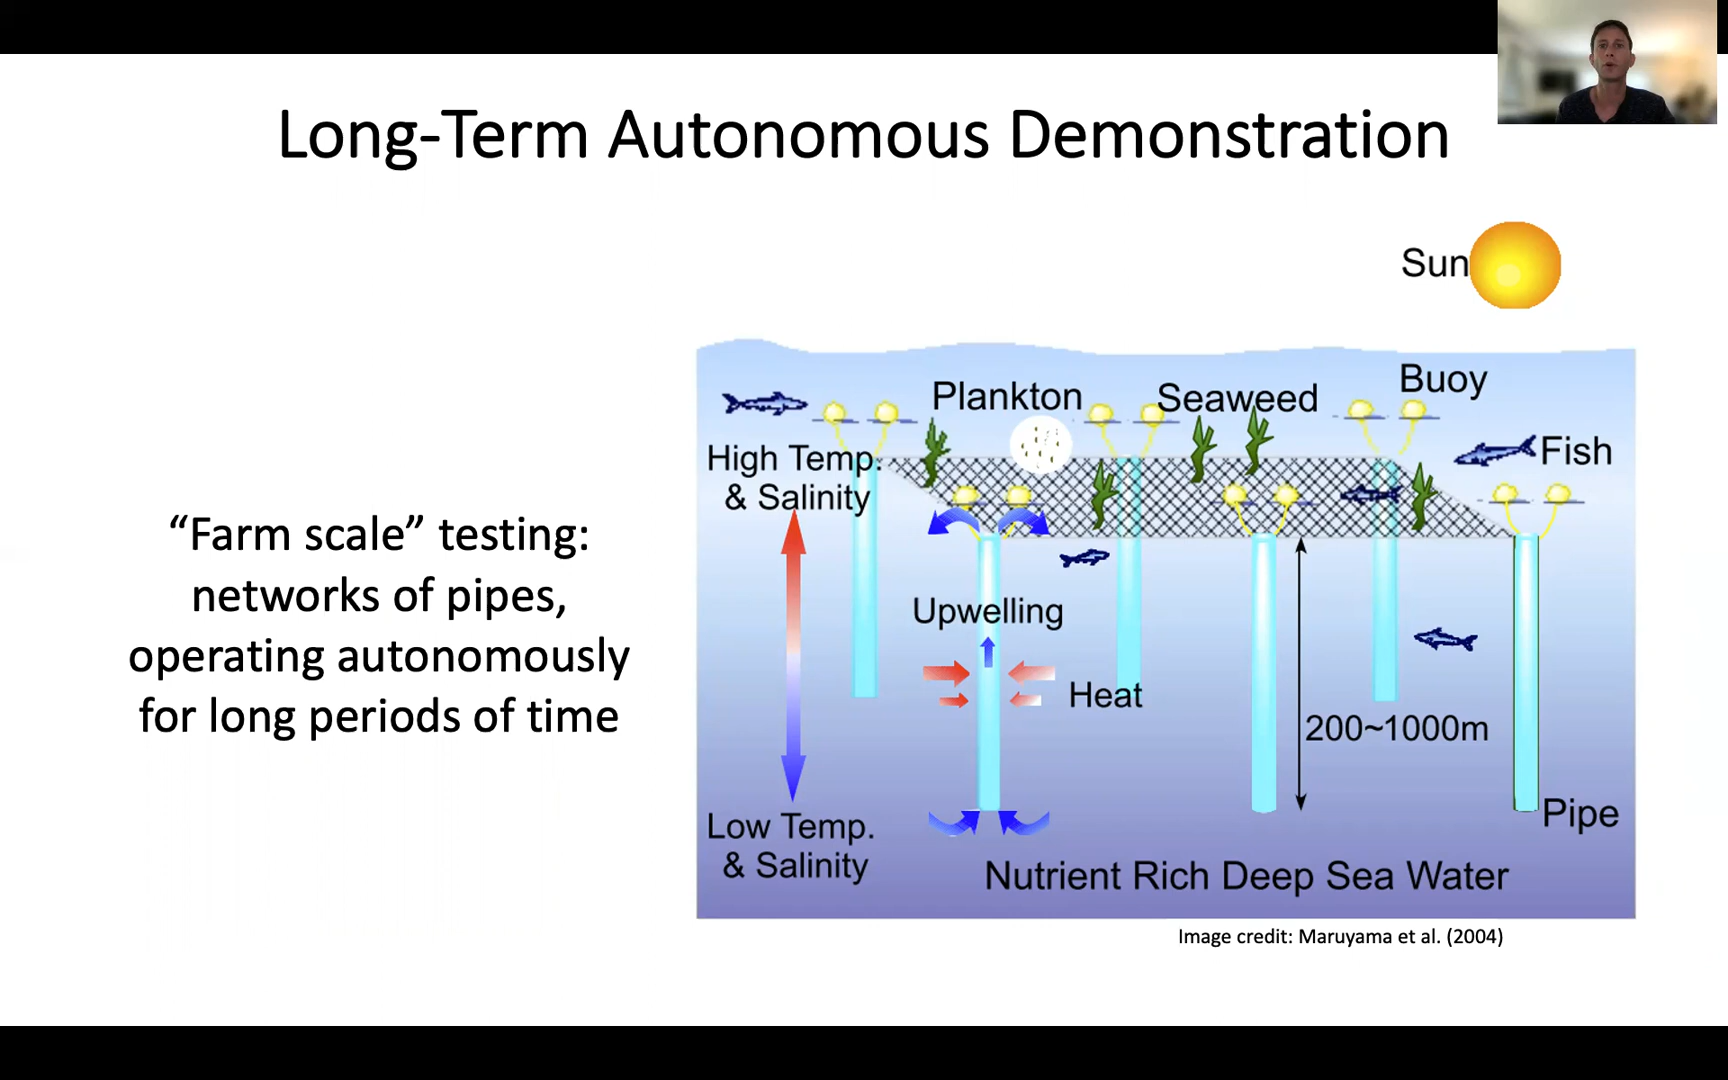 Long-Term Autonomous Demonstration
Sun
“Farm scale” testing:
networks of pipes,
operating autonomously
for long periods of time
Plankton
Seaweed
Buoy
Fish
High Temp.
& Salinity
Upwelling
Heat
200~1000m
Low Temp.
& Salinity
Pipe
Nutrient Rich Deep Sea Water
Image credit: Maruyama et al. (2004)